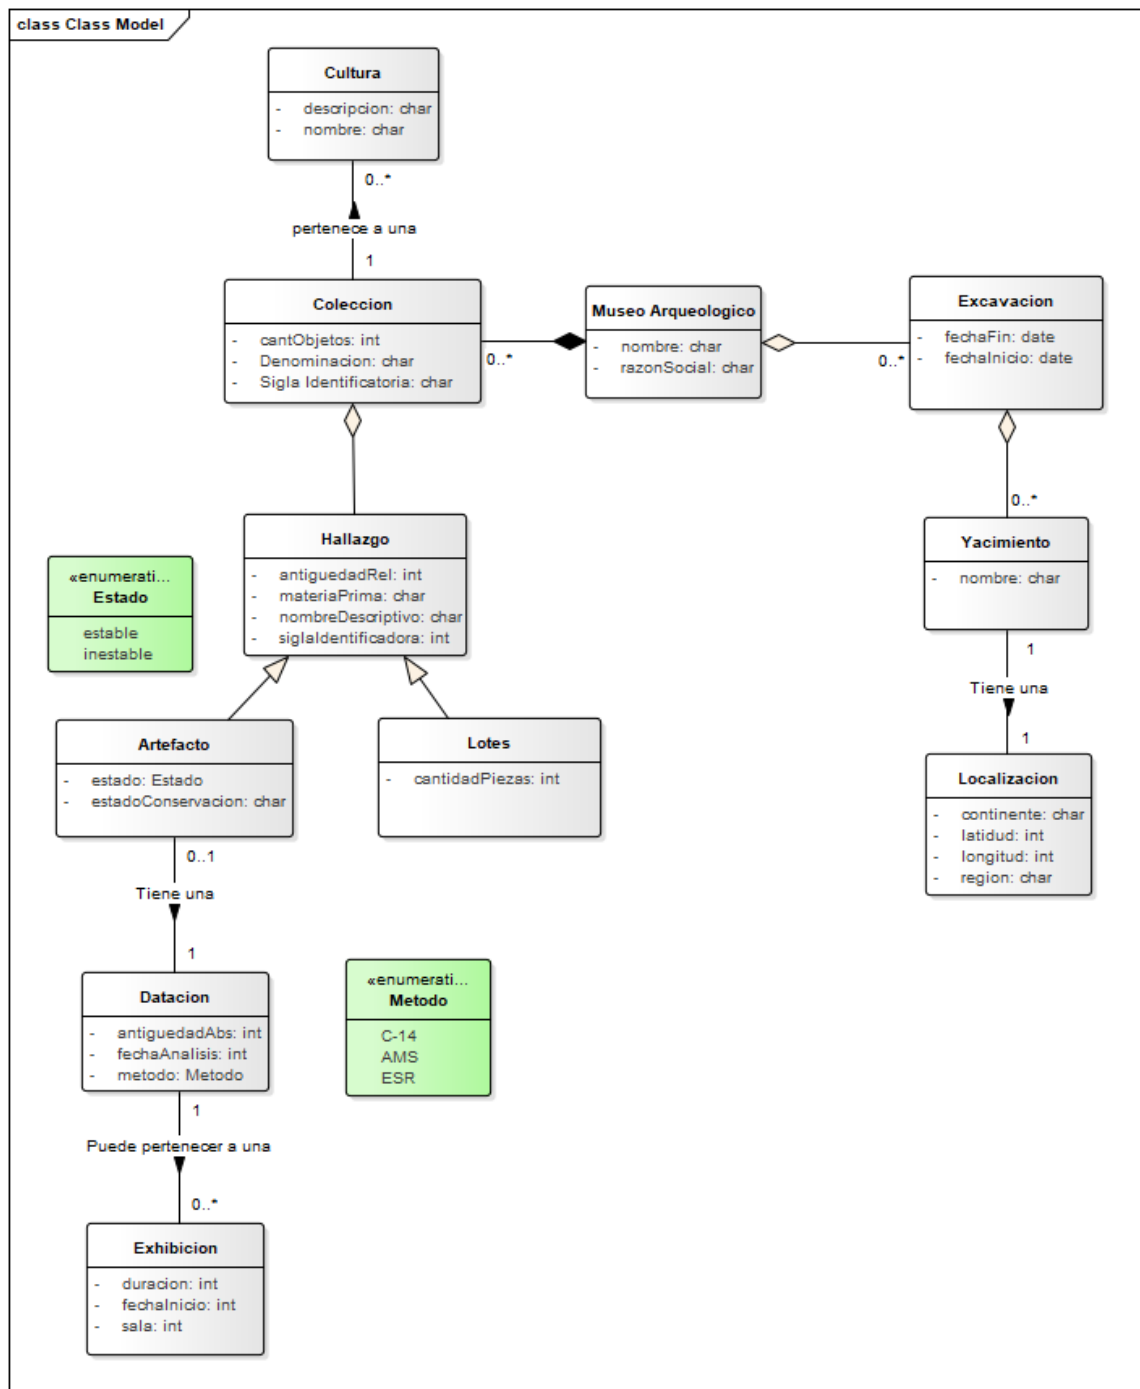 class Class Model
Cultura
- descripcion: char
- nombre: char
0..*
pertenece a una
1
Coleccion
- cantObjetos: int
- Denominacion: char
- Sigla Identificatoria: char
0..*
Museo Arqueologico
- nombre: char
- razonSocial: char
0..*
Excavacion
- fechaFin: date
- fechaInicio: date
0..*
Yacimiento
- nombre: char
1
Tiene una
1
Localizacion
- continente: char
- latidud: int
- longitud: int
- region: char
Hallazgo
- antiguedadRel: int
- materiaPrima: char
- nombreDescriptivo: char
- siglaIdentificadora: int
«enumerati...
Estado
estable
inestable
Artefacto
- estado: Estado
- estadoConservacion: char
Lotes
- cantidadPiezas: int
0..1
Tiene una
1
Datacion
- antiguedadAbs: int
- fechaAnalisis: int
- metodo: Metodo
«enumerati...
Metodo
C-14
AMS
ESR
1
Puede pertenecer a una
0..*
Exhibicion
- duracion: int
- fechaInicio: int
- sala: int